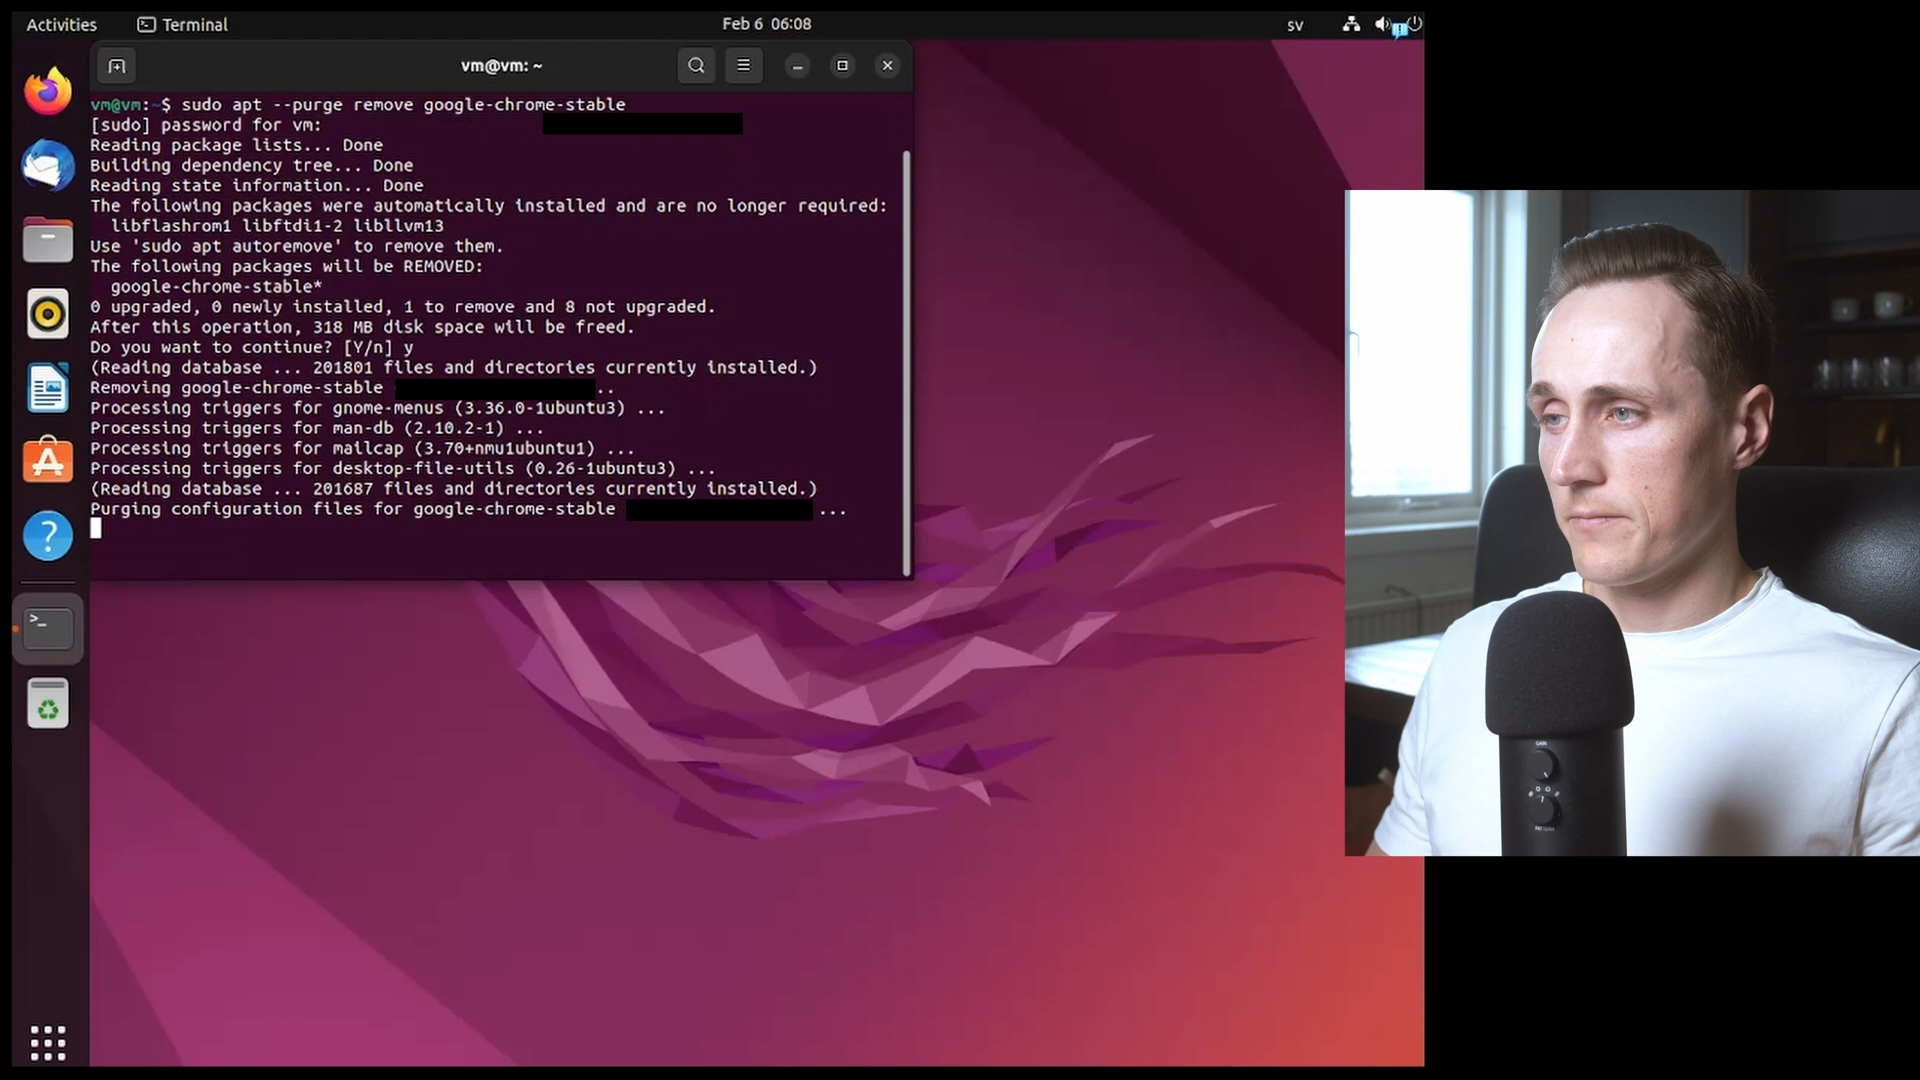 Activities
Terminal
Feb 6 06:08
sv
vm@vm: ~
vm@vm:~$ sudo apt --purge remove google-chrome-stable
[sudo] password for vm:
Reading package lists... Done
Building dependency tree... Done
Reading state information... Done
The following packages were automatically installed and are no longer required:
libflashrom1 libftdi1-2 libllvm13
Use 'sudo apt autoremove' to remove them.
The following packages will be REMOVED:
google-chrome-stable*
0 upgraded, 0 newly installed, 1 to remove and 8 not upgraded.
After this operation, 318 MB disk space will be freed.
Do you want to continue? [Y/n] y
(Reading database ... 201801 files and directories currently installed.)
Removing google-chrome-stable ..
Processing triggers for gnome-menus (3.36.0-1ubuntu3) ...
Processing triggers for man-db (2.10.2-1) ...
Processing triggers for mailcap (3.70+nmu1ubuntu1) ...
Processing triggers for desktop-file-utils (0.26-1ubuntu3) ...
(Reading database ... 201687 files and directories currently installed.)
Purging configuration files for google-chrome-stable ...
GAIN
PATTERN